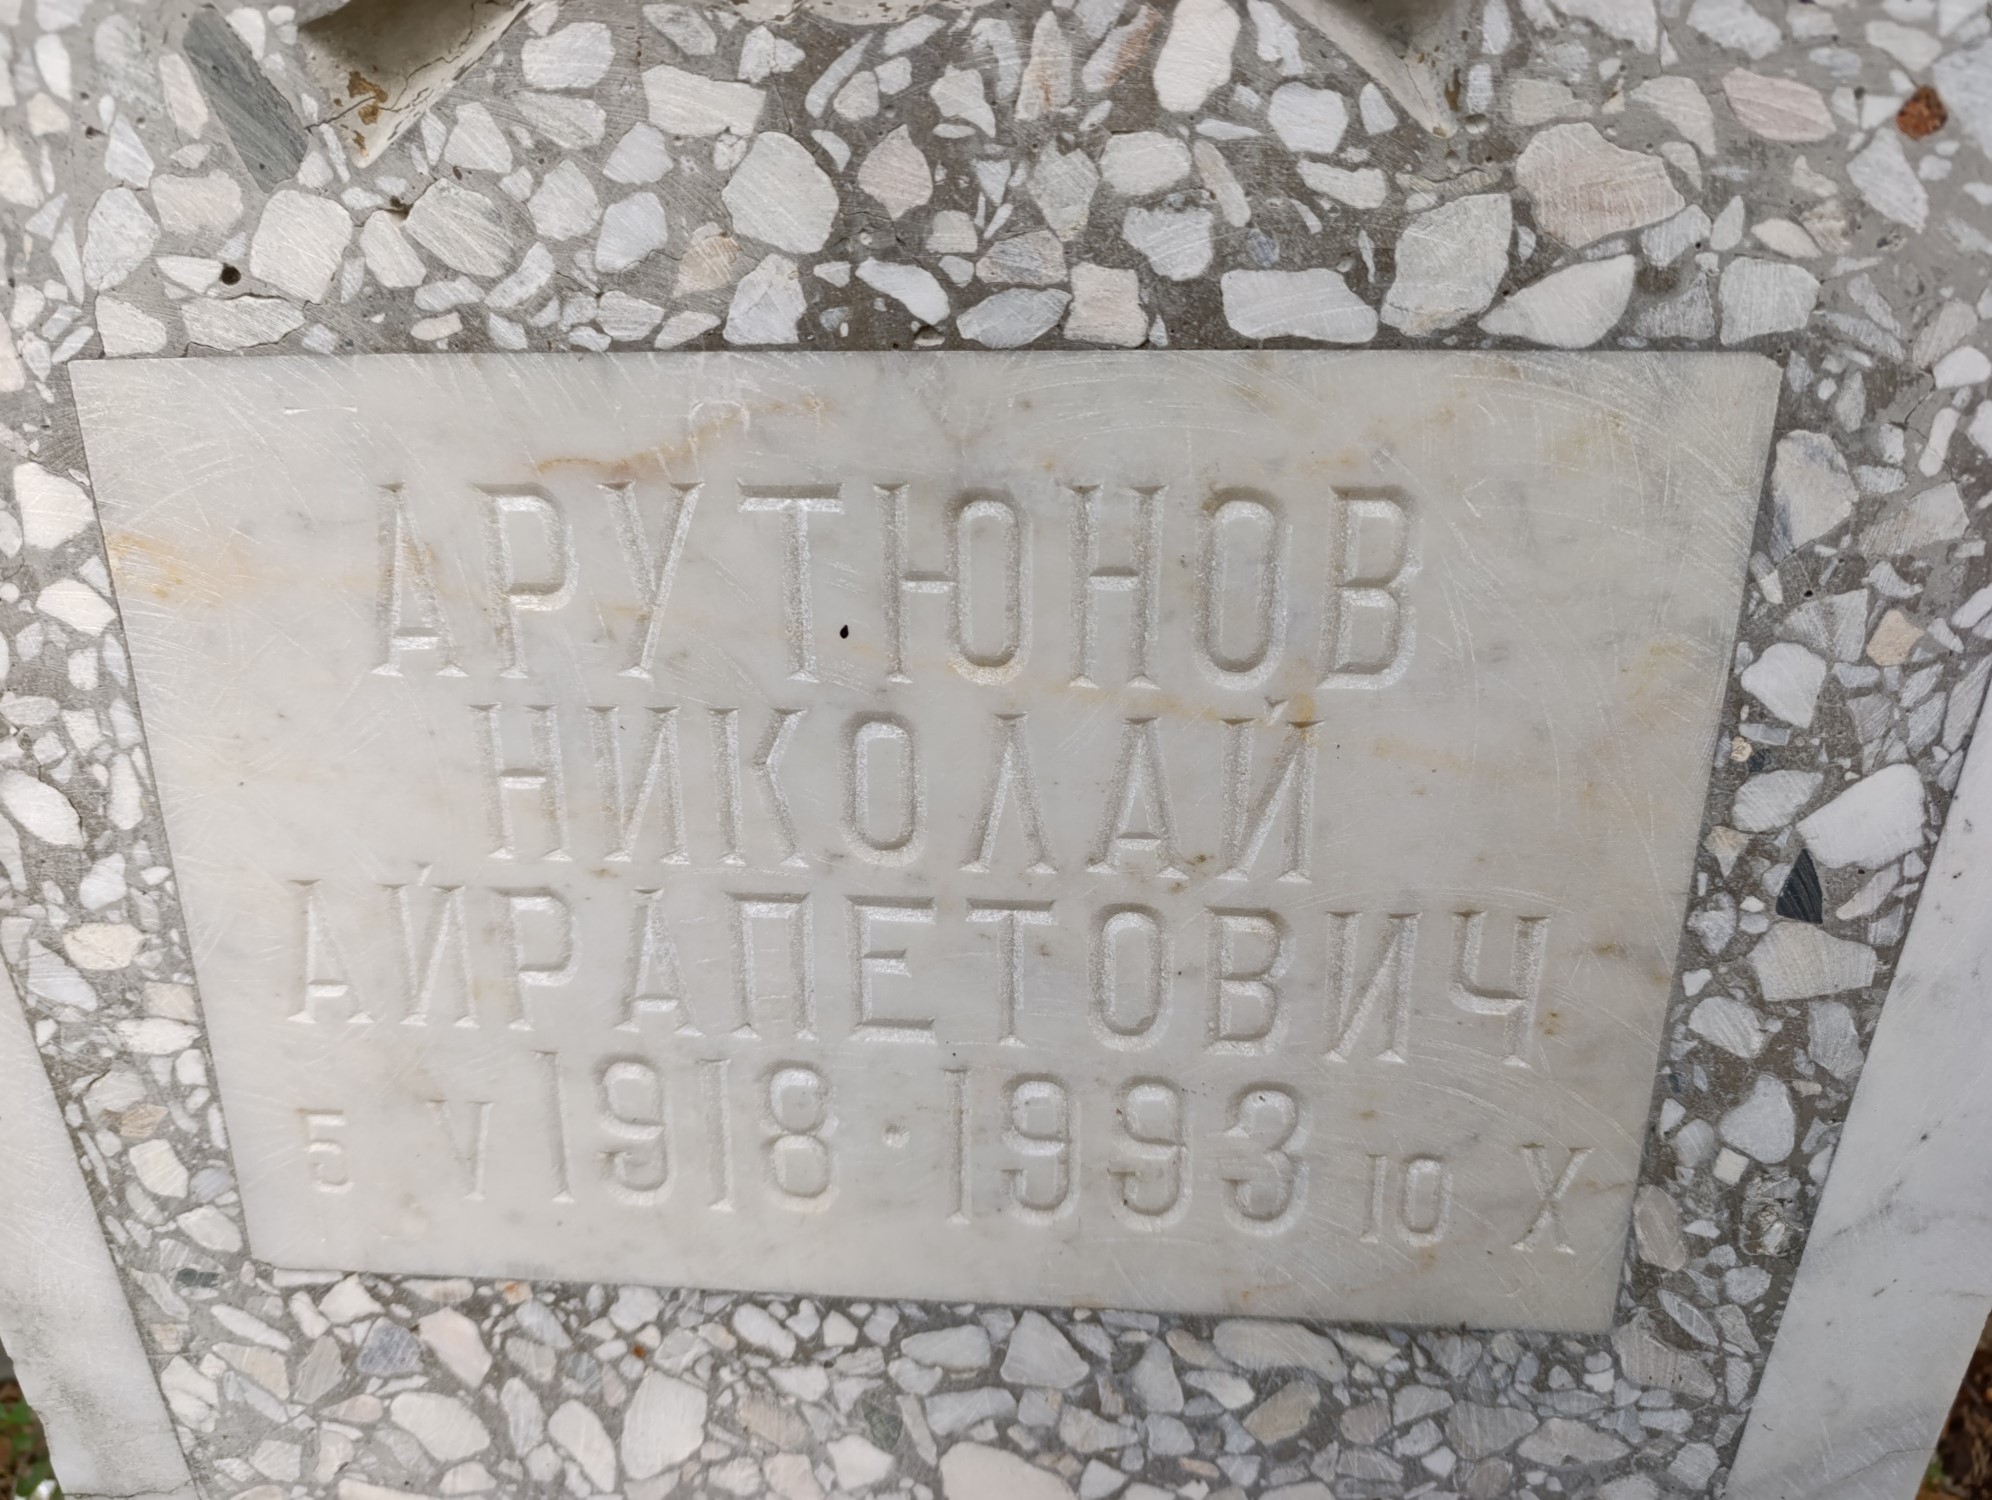 АРУТЮНОВ
НИКОЛАЙ
АЙРАПЕТОВИЧ
5 V 1918 · 1993 10 X